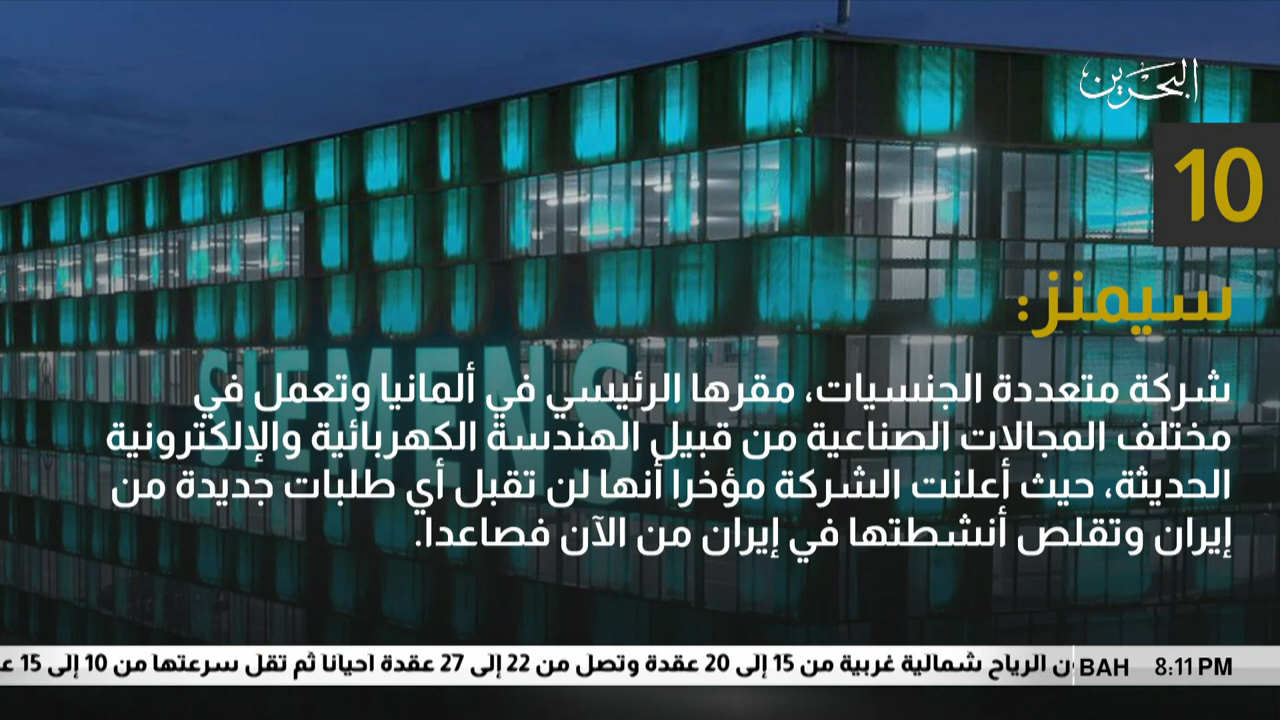 البحرين
10
سيمنز:
SIEMENS
شركة متعددة الجنسيات، مقرها الرئيسي في ألمانيا وتعمل في
مختلف المجالات الصناعية من قبيل الهندسة الكهربائية والإلكترونية
الحديثة، حيث أعلنت الشركة مؤخرا أنها لن تقبل أي طلبات جديدة من
إيران وتقلص أنشطتها في إيران من الآن فصاعدا.
ن الرياح شمالية غربية من 15 إلى 20 عقدة وتصل من 22 إلى 27 عقدة احيانا ثم تقل سرعتها من 10 إلى 15 ع
BAH 8:11 PM